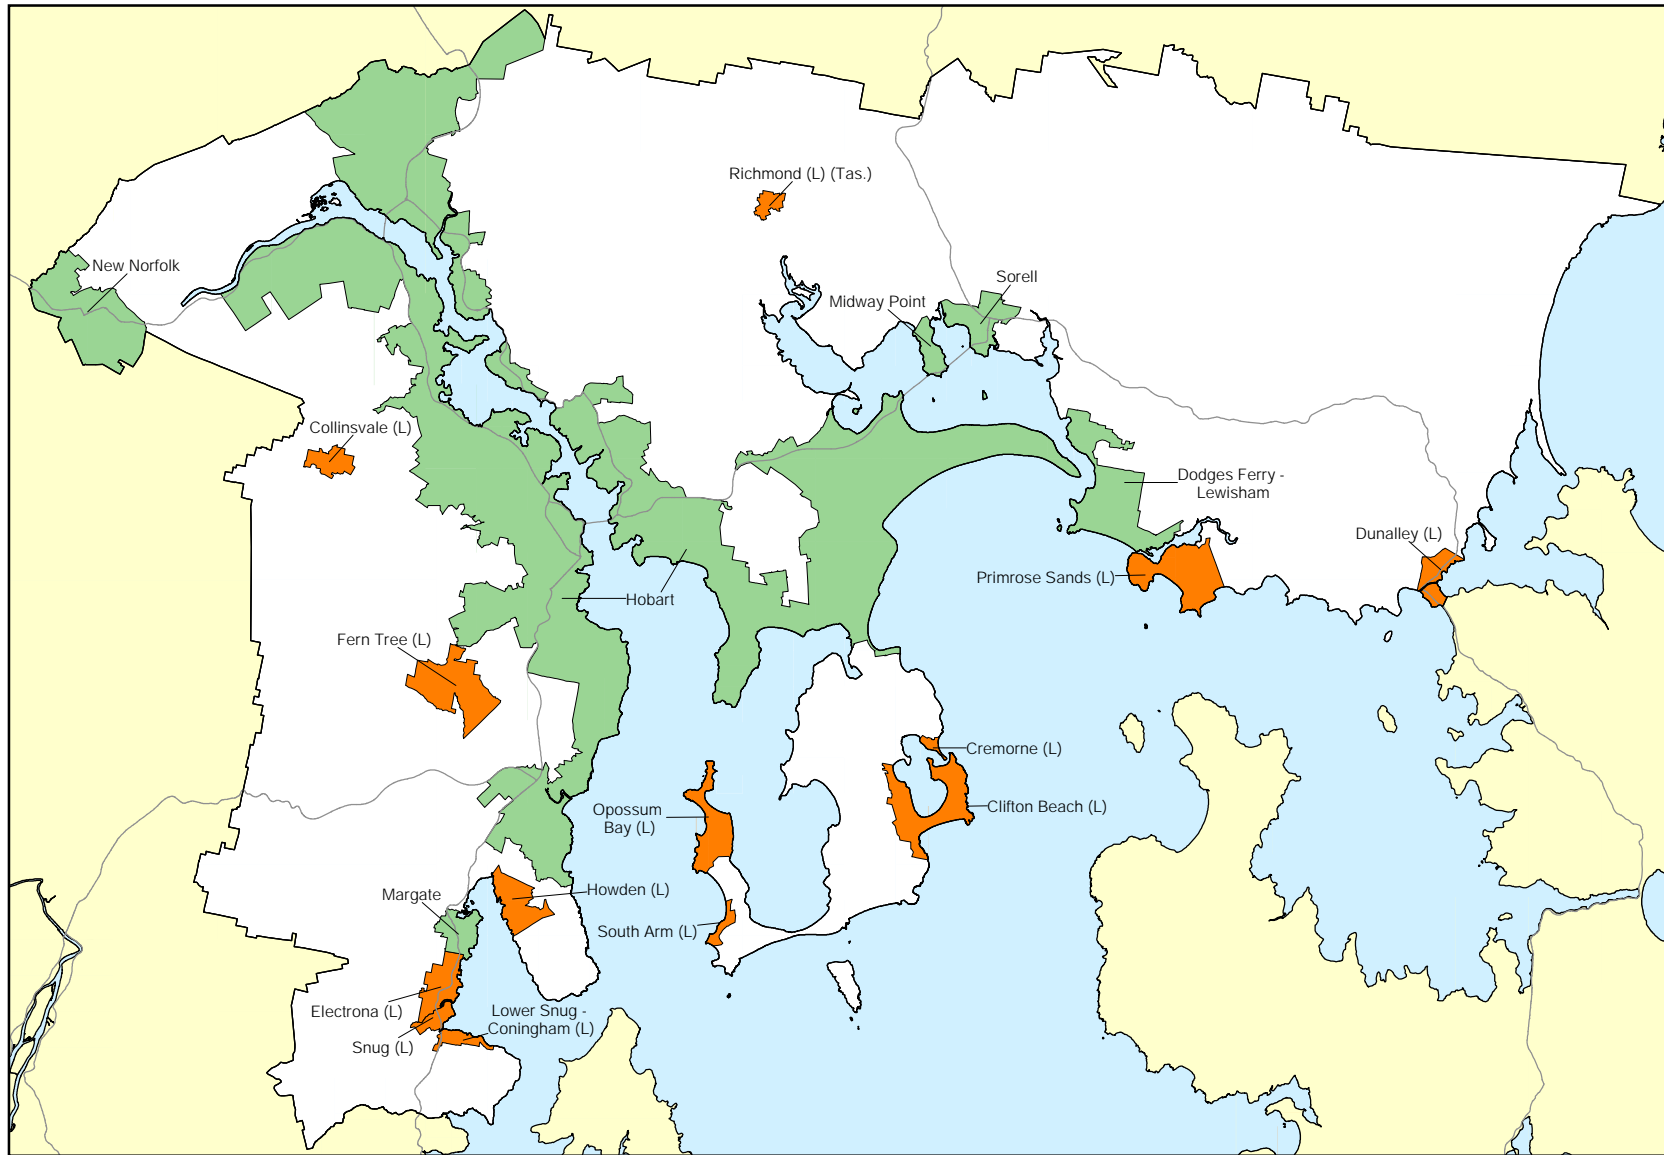 Richmond (L) (Tas.)
New Norfolk
Sorell
Midway Point
Collinsvale (L)
Dodges Ferry -
Lewisham
Dunalley (L)
Primrose Sands (L)
Hobart
Fern Tree (L)
Cremorne (L)
Opossum
Bay (L)
Clifton Beach (L)
Margate
Howden (L)
South Arm (L)
Electrona (L)
Lower Snug -
Coningham (L)
Snug (L)